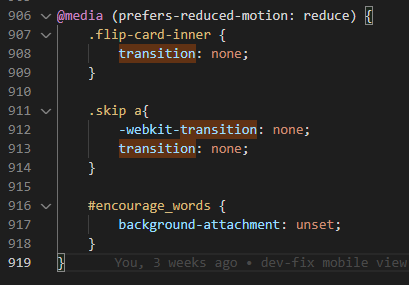 906 @media (prefers-reduced-motion: reduce) {
907 .flip-card-inner {
908 transition: none;
909 }
910
911 .skip a{
912 -webkit-transition: none;
913 transition: none;
914 }
915
916 #encourage_words {
917 background-attachment: unset;
918 }
919 } You, 3 weeks ago • dev-fix mobile view